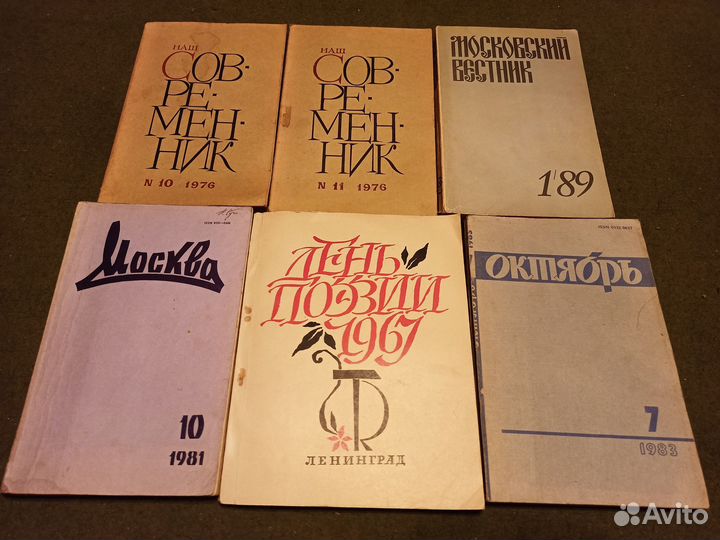 НАШ
СОВ-
РЕ-
МЕН-
НИК
N 10 1976
НАШ
СОВ-
РЕ-
МЕН-
НИК
N 11 1976
МОСКОВСКИЙ
ВЕСТНИК
1'89
Москва
10
1981
ДЕНЬ
ПОЭЗИИ
1967
ЛЕНИНГРАД
1983
ОКТЯБРЬ
7
1983
Avito